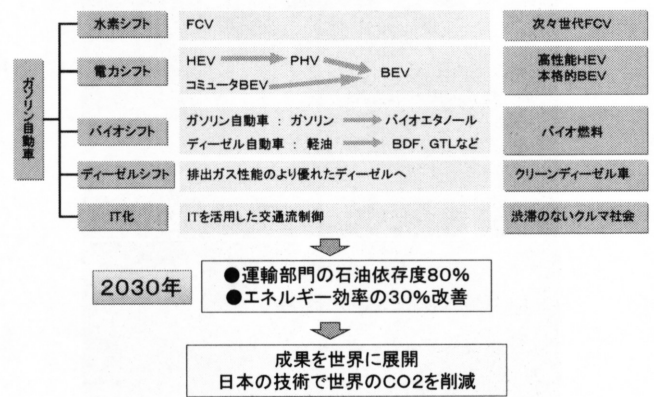 ガソリン自動車
水素シフト
FCV
次々世代FCV
電力シフト
HEV PHV
BEV
コミュータBEV
高性能HEV
本格的BEV
バイオシフト
ガソリン自動車 : ガソリン バイオエタノール
ディーゼル自動車 : 軽油 BDF, GTLなど
バイオ燃料
ディーゼルシフト
排出ガス性能のより優れたディーゼルへ
クリーンディーゼル車
IT化
ITを活用した交通流制御
渋滞のないクルマ社会
2030年
●運輸部門の石油依存度80%
●エネルギー効率の30%改善
成果を世界に展開
日本の技術で世界のCO2を削減